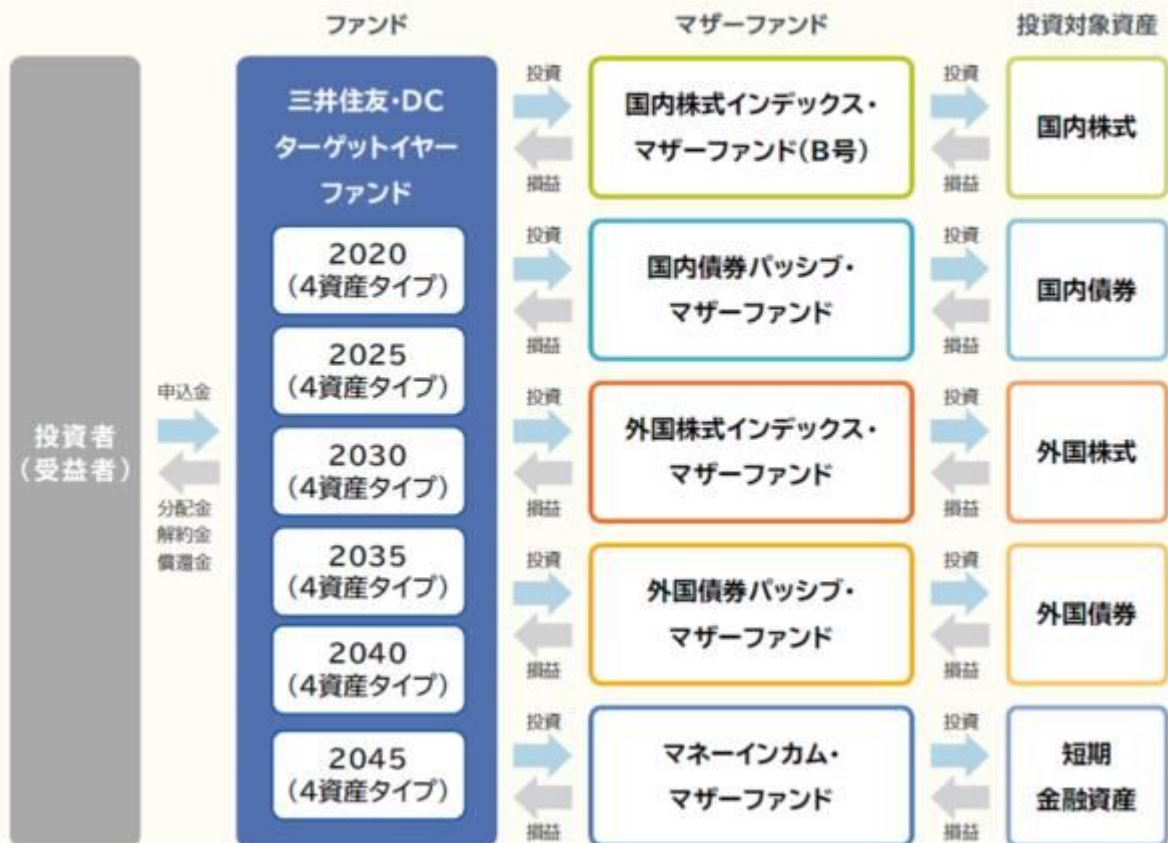 ファンド
マザーファンド
投資対象資産
投資者
(受益者)
申込金
分配金
解約金
償還金
三井住友・DC
ターゲットイヤー
ファンド
2020
(4資産タイプ)
2025
(4資産タイプ)
2030
(4資産タイプ)
2035
(4資産タイプ)
2040
(4資産タイプ)
2045
(4資産タイプ)
投資
損益
国内株式インデックス・
マザーファンド(B号)
投資
損益
国内株式
投資
損益
国内債券パッシブ・
マザーファンド
投資
損益
国内債券
投資
損益
外国株式インデックス・
マザーファンド
投資
損益
外国株式
投資
損益
外国債券パッシブ・
マザーファンド
投資
損益
外国債券
投資
損益
マネーインカム・
マザーファンド
投資
損益
短期
金融資産